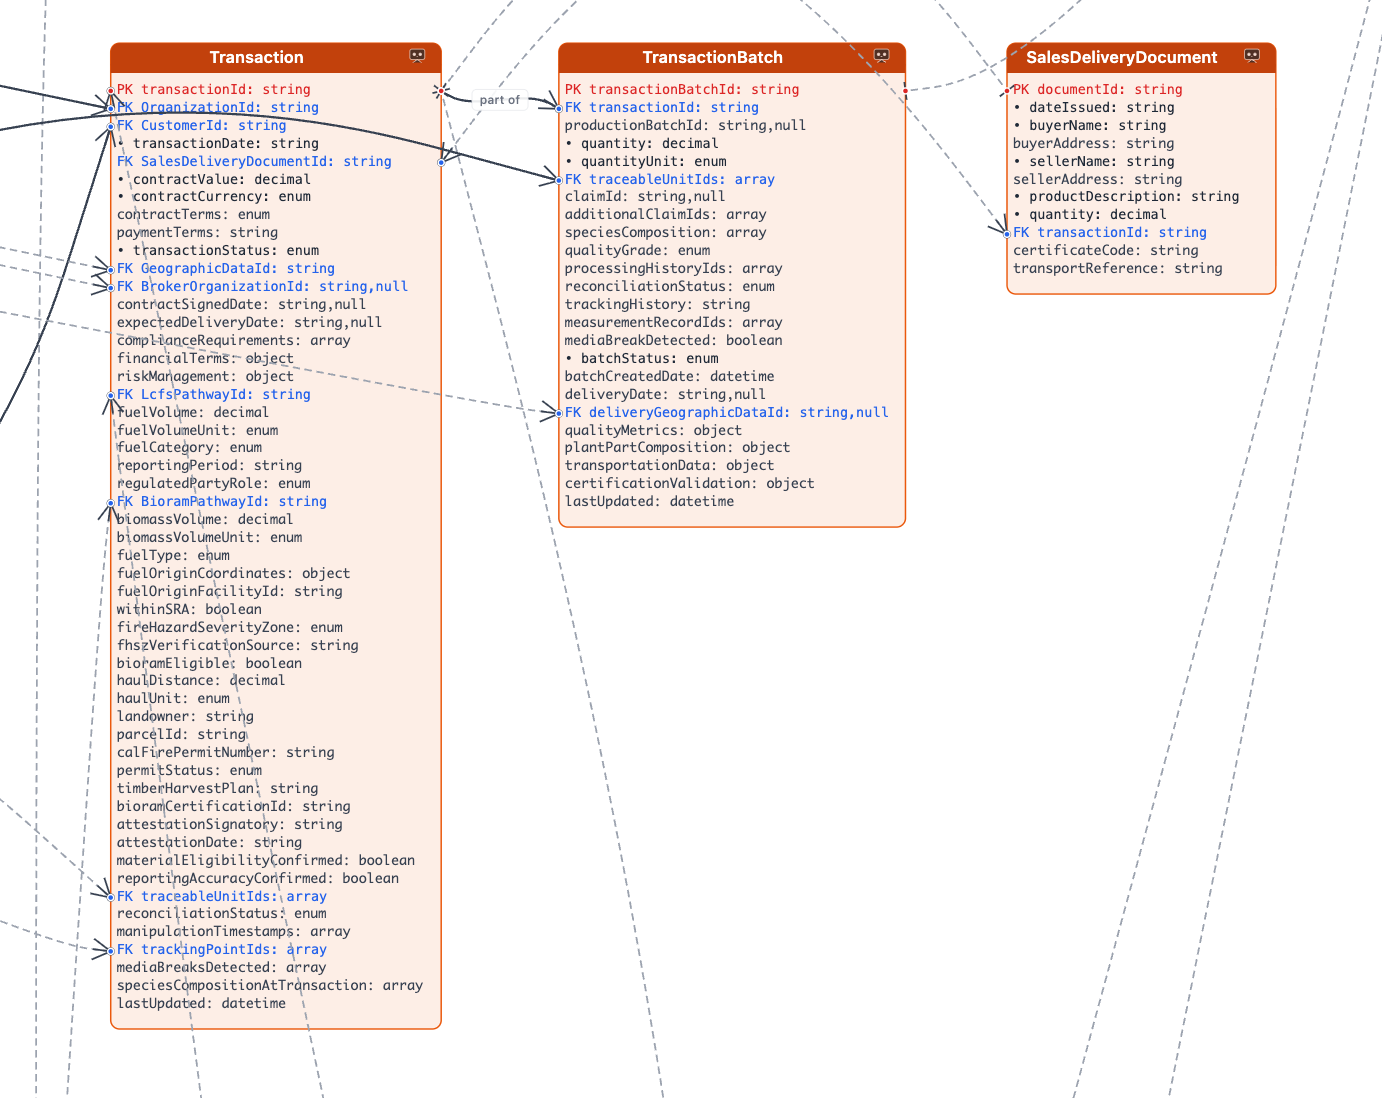 Transaction
PK transactionId: string
FK OrganizationId: string
FK CustomerId: string
• transactionDate: string
FK SalesDeliveryDocumentId: string
• contractValue: decimal
• contractCurrency: enum
contractTerms: enum
paymentTerms: string
• transactionStatus: enum
FK GeographicDataId: string
FK BrokerOrganizationId: string,null
contractSignedDate: string,null
expectedDeliveryDate: string,null
complianceRequirements: array
financialTerms: object
riskManagement: object
FK LcfsPathwayId: string
fuelVolume: decimal
fuelVolumeUnit: enum
fuelCategory: enum
reportingPeriod: string
regulatedPartyRole: enum
FK BioramPathwayId: string
biomassVolume: decimal
biomassVolumeUnit: enum
fuelType: enum
fuelOriginCoordinates: object
fuelOriginFacilityId: string
withinSRA: boolean
fireHazardSeverityZone: enum
fhszVerificationSource: string
bioramEligible: boolean
haulDistance: decimal
haulUnit: enum
landowner: string
parcelId: string
calFirePermitNumber: string
permitStatus: enum
timberHarvestPlan: string
bioramCertificationId: string
attestationSignatory: string
attestationDate: string
materialEligibilityConfirmed: boolean
reportingAccuracyConfirmed: boolean
FK traceableUnitIds: array
reconciliationStatus: enum
manipulationTimestamps: array
FK trackingPointIds: array
mediaBreaksDetected: array
speciesCompositionAtTransaction: array
lastUpdated: datetime
part of
TransactionBatch
PK transactionBatchId: string
FK transactionId: string
productionBatchId: string,null
• quantity: decimal
• quantityUnit: enum
FK traceableUnitIds: array
claimId: string,null
additionalClaimIds: array
speciesComposition: array
qualityGrade: enum
processingHistoryIds: array
reconciliationStatus: enum
trackingHistory: string
measurementRecordIds: array
mediaBreakDetected: boolean
• batchStatus: enum
batchCreatedDate: datetime
deliveryDate: string,null
FK deliveryGeographicDataId: string,null
qualityMetrics: object
plantPartComposition: object
transportationData: object
certificationValidation: object
lastUpdated: datetime
SalesDeliveryDocument
PK documentId: string
• dateIssued: string
• buyerName: string
buyerAddress: string
• sellerName: string
sellerAddress: string
• productDescription: string
• quantity: decimal
FK transactionId: string
certificateCode: string
transportReference: string